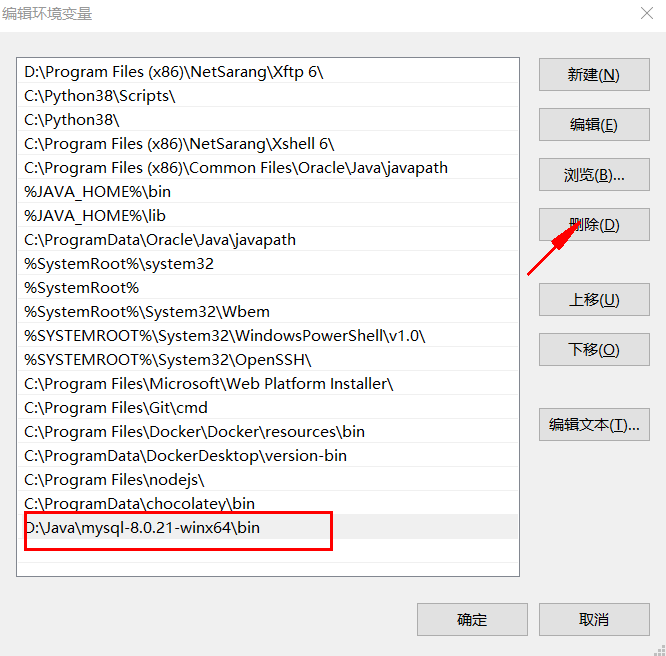 编辑环境变量
D:\Program Files (x86)\NetSarang\Xftp 6\
C:\Python38\Scripts\
C:\Python38\
C:\Program Files (x86)\NetSarang\Xshell 6\
C:\Program Files (x86)\Common Files\Oracle\Java\javapath
%JAVA_HOME%\bin
%JAVA_HOME%\lib
C:\ProgramData\Oracle\Java\javapath
%SystemRoot%\system32
%SystemRoot%
%SystemRoot%\System32\Wbem
%SYSTEMROOT%\System32\WindowsPowerShell\v1.0\
%SYSTEMROOT%\System32\OpenSSH\
C:\Program Files\Microsoft\Web Platform Installer\
C:\Program Files\Git\cmd
C:\Program Files\Docker\Docker\resources\bin
C:\ProgramData\DockerDesktop\version-bin
C:\Program Files\nodejs\
C:\ProgramData\chocolatey\bin
D:\Java\mysql-8.0.21-winx64\bin
新建(N)
编辑(E)
浏览(B)...
删除(D)
上移(U)
下移(O)
编辑文本(T)...
确定
取消